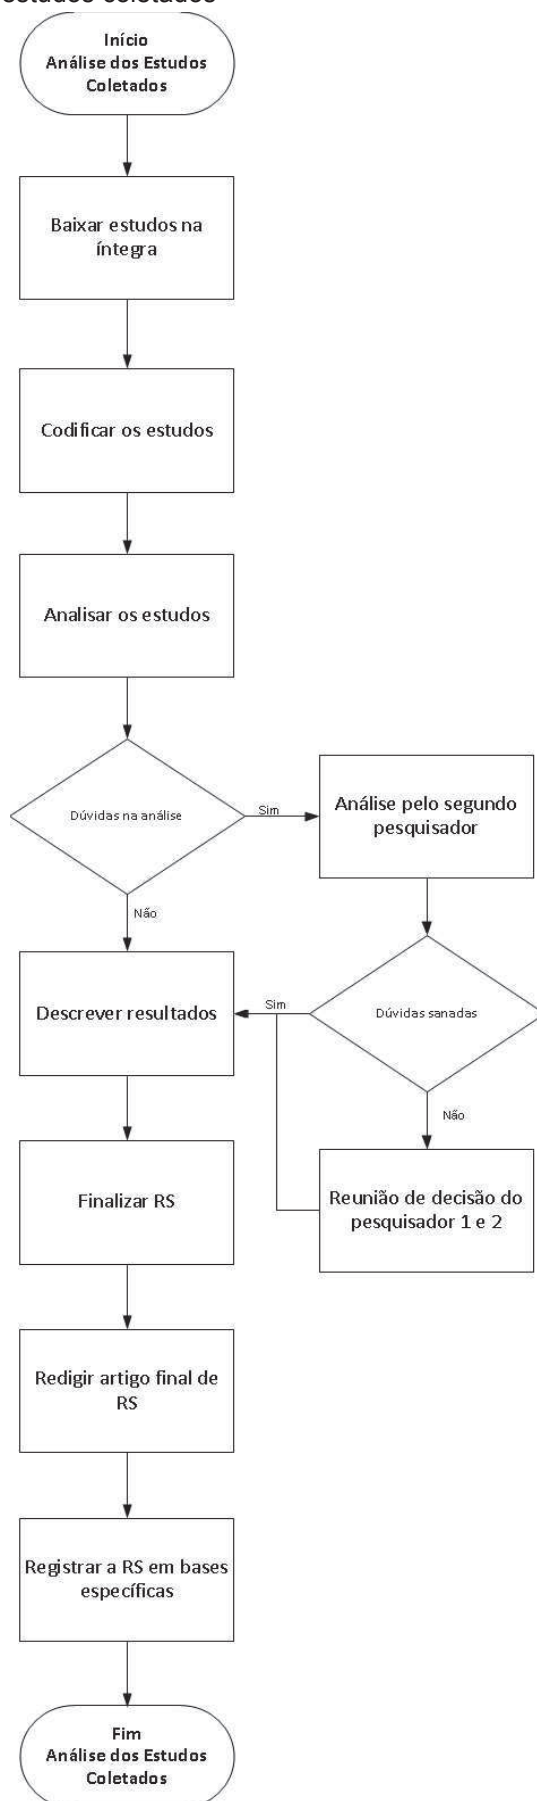 estudos coletados
Início
Análise dos Estudos
Coletados
Baixar estudos na
íntegra
Codificar os estudos
Analisar os estudos
Dúvidas na análise
Sim
Análise pelo segundo
pesquisador
Não
Descrever resultados
Sim
Dúvidas sanadas
Não
Finalizar RS
Reunião de decisão do
pesquisador 1 e 2
Redigir artigo final de
RS
Registrar a RS em bases
específicas
Fim
Análise dos Estudos
Coletados